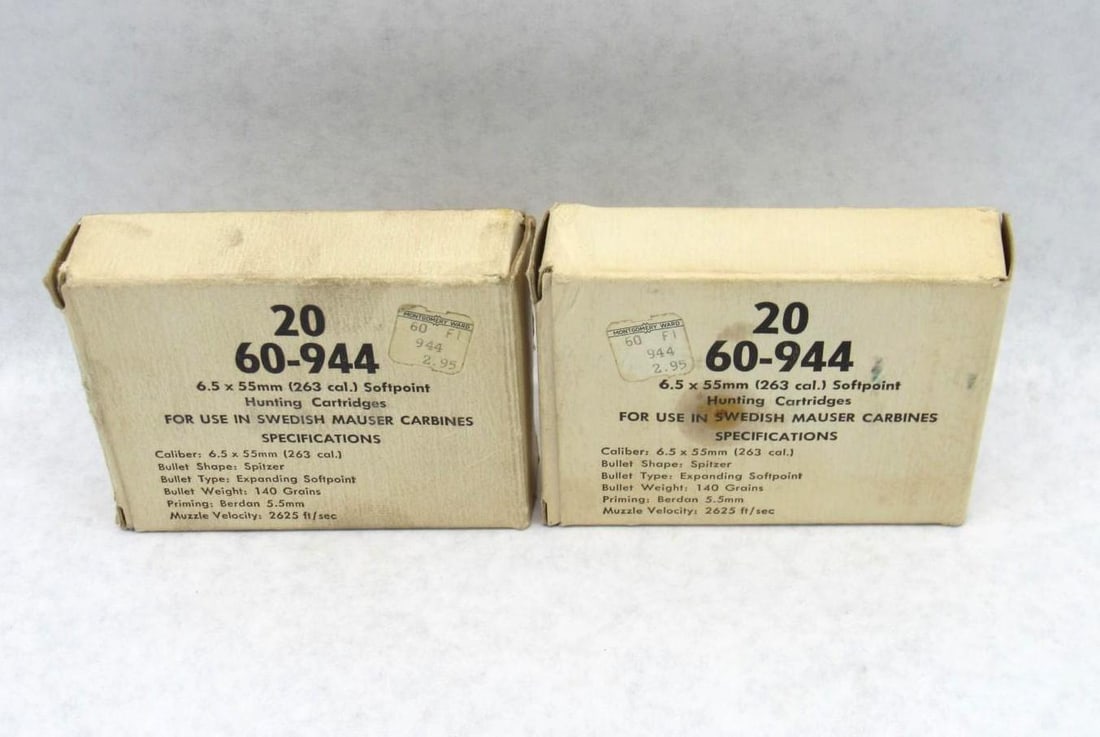 20
60-944
MONTGOMERY WARD
60 F1
944
2.95
6.5 x 55mm (263 cal.) Softpoint
Hunting Cartridges
FOR USE IN SWEDISH MAUSER CARBINES
SPECIFICATIONS
Caliber: 6.5 x 55mm (263 cal.)
Bullet Shape: Spitzer
Bullet Type: Expanding Softpoint
Bullet Weight: 140 Grains
Priming: Berdan 5.5mm
Muzzle Velocity: 2625 ft/sec
20
60-944
MONTGOMERY WARD
60 F1
944
2.95
6.5 x 55mm (263 cal.) Softpoint
Hunting Cartridges
FOR USE IN SWEDISH MAUSER CARBINES
SPECIFICATIONS
Caliber: 6.5 x 55mm (263 cal.)
Bullet Shape: Spitzer
Bullet Type: Expanding Softpoint
Bullet Weight: 140 Grains
Priming: Berdan 5.5mm
Muzzle Velocity: 2625 ft/sec